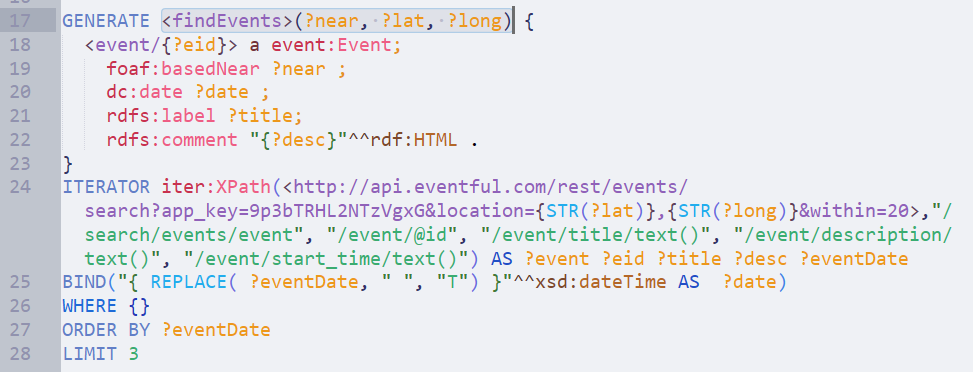 17 GENERATE <findEvents>(?near, ?lat, ?long) {
18 <event/{?eid}> a event:Event;
19 foaf:basedNear ?near ;
20 dc:date ?date ;
21 rdfs:label ?title;
22 rdfs:comment "{?desc}"^^rdf:HTML .
23 }
24 ITERATOR iter:XPath(<http://api.eventful.com/rest/events/
search?app_key=9p3bTRHL2NTzVgxG&location={STR(?lat)},{STR(?long)}&within=20>,"/
search/events/event", "/event/@id", "/event/title/text()", "/event/description/
text()", "/event/start_time/text()") AS ?event ?eid ?title ?desc ?eventDate
25 BIND("{ REPLACE( ?eventDate, " ", "T") }"^^xsd:dateTime AS  ?date)
26 WHERE {}
27 ORDER BY ?eventDate
28 LIMIT 3